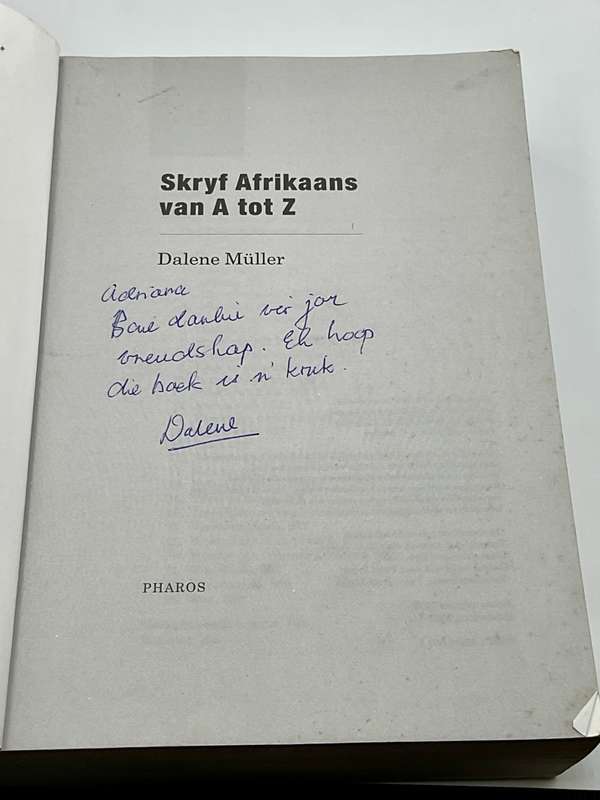 Skryf Afrikaans
van A tot Z
Dalene Müller
Adriana
Baie dankie vir jou
vriendskap. Ek hoop
die boek is n' kruk.
Dalene
PHAROS